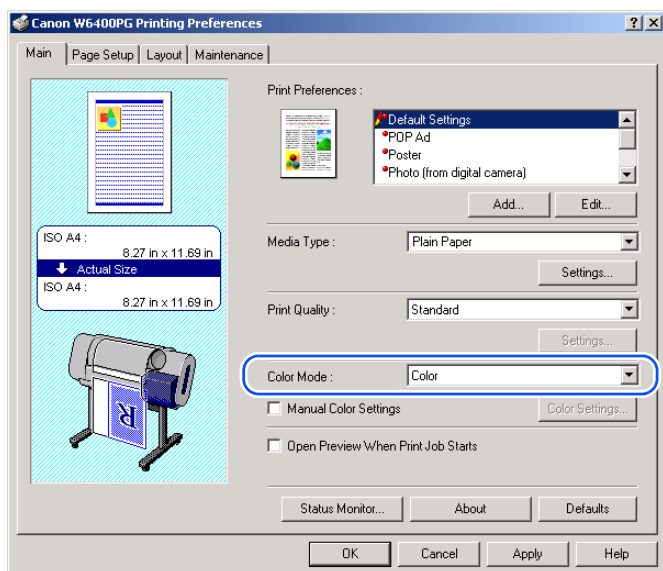 Canon W6400PG Printing Preferences
Main Page Setup Layout Maintenance
Print Preferences :
Default Settings
POP Ad
Poster
Photo (from digital camera)
Add... Edit...
ISO A4 :
8.27 in x 11.69 in
Actual Size
ISO A4 :
8.27 in x 11.69 in
Media Type : Plain Paper
Settings...
Print Quality : Standard
Settings...
Color Mode : Color
Manual Color Settings Color Settings...
Open Preview When Print Job Starts
R
Status Monitor... About Defaults
OK Cancel Apply Help